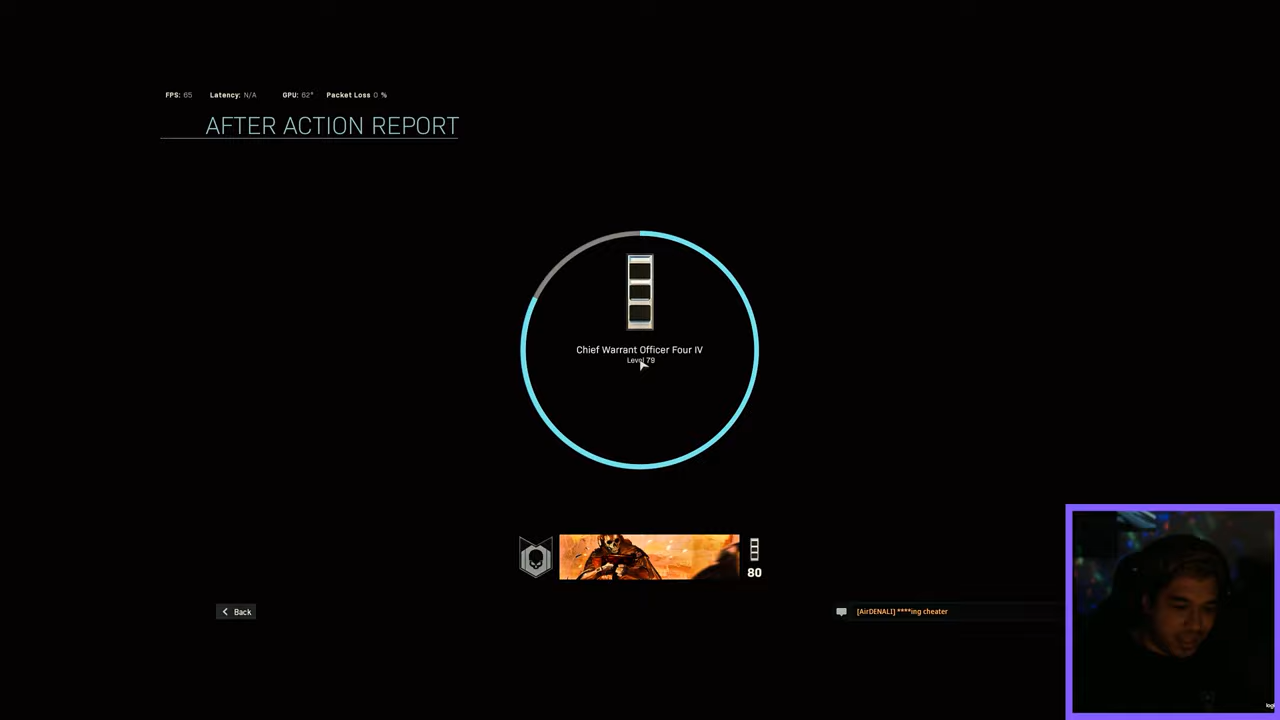 FPS: 65 Latency: N/A GPU: 62° Packet Loss 0 %
AFTER ACTION REPORT
Chief Warrant Officer Four IV
Level 79
80
Back
[AirDENALI] ****ing cheater